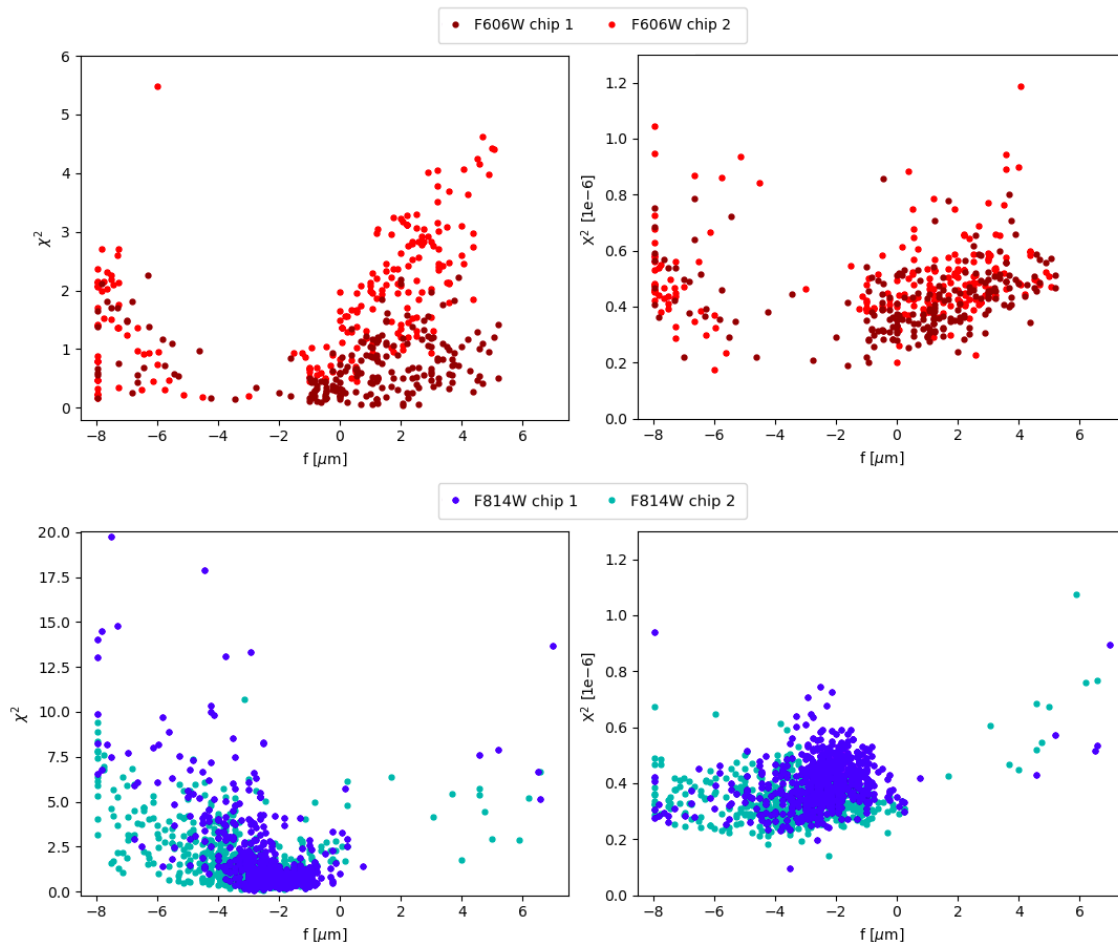 F606W chip 1 F606W chip 2
6
5
4
3
2
1
0
χ²
−8 −6 −4 −2 0 2 4 6
f [μm]
1.2
1.0
0.8
0.6
0.4
0.2
0.0
X² [1e-6]
−8 −6 −4 −2 0 2 4 6
f [μm]
F814W chip 1 F814W chip 2
20.0
17.5
15.0
12.5
10.0
7.5
5.0
2.5
0.0
χ²
−8 −6 −4 −2 0 2 4 6
f [μm]
1.2
1.0
0.8
0.6
0.4
0.2
0.0
X² [1e-6]
−8 −6 −4 −2 0 2 4 6
f [μm]